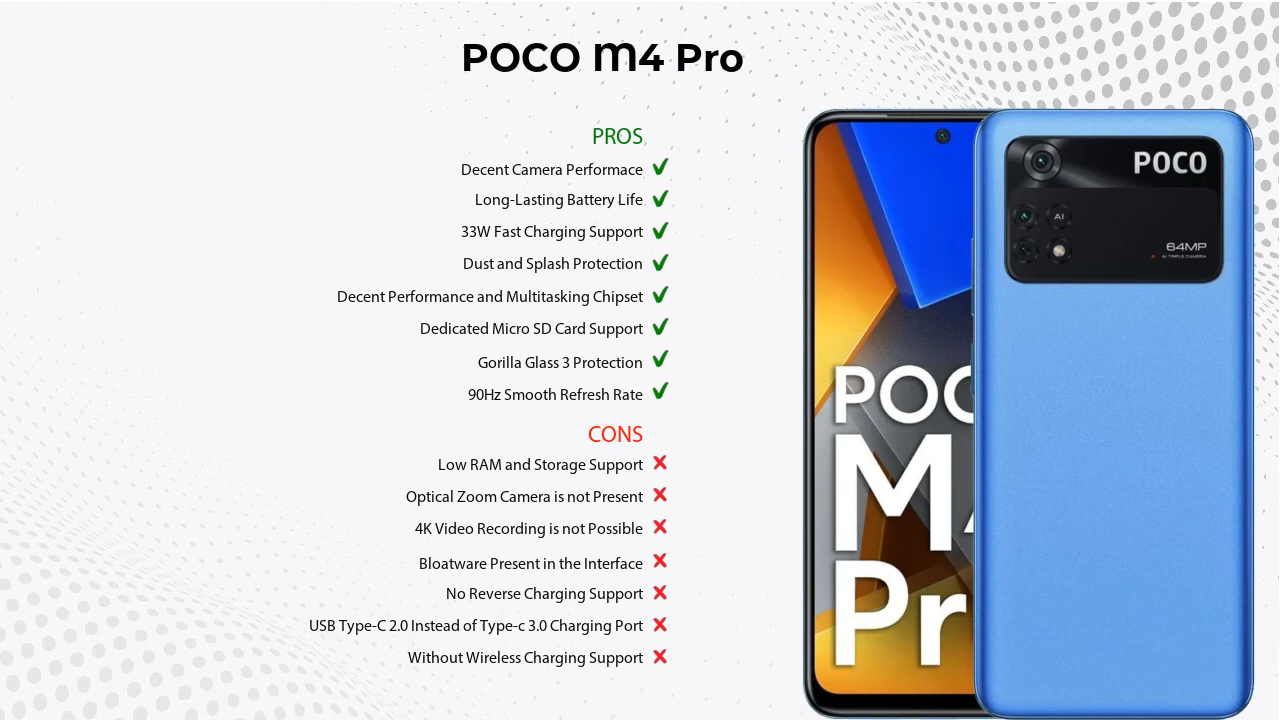 POCO M4 Pro
PROS
Decent Camera Performace
Long-Lasting Battery Life
33W Fast Charging Support
Dust and Splash Protection
Decent Performance and Multitasking Chipset
Dedicated Micro SD Card Support
Gorilla Glass 3 Protection
90Hz Smooth Refresh Rate
CONS
Low RAM and Storage Support
Optical Zoom Camera is not Present
4K Video Recording is not Possible
Bloatware Present in the Interface
No Reverse Charging Support
USB Type-C 2.0 Instead of Type-c 3.0 Charging Port
Without Wireless Charging Support
POC
M
Pr
POCO
AI
64MP
AI TRIPLE CAMERA